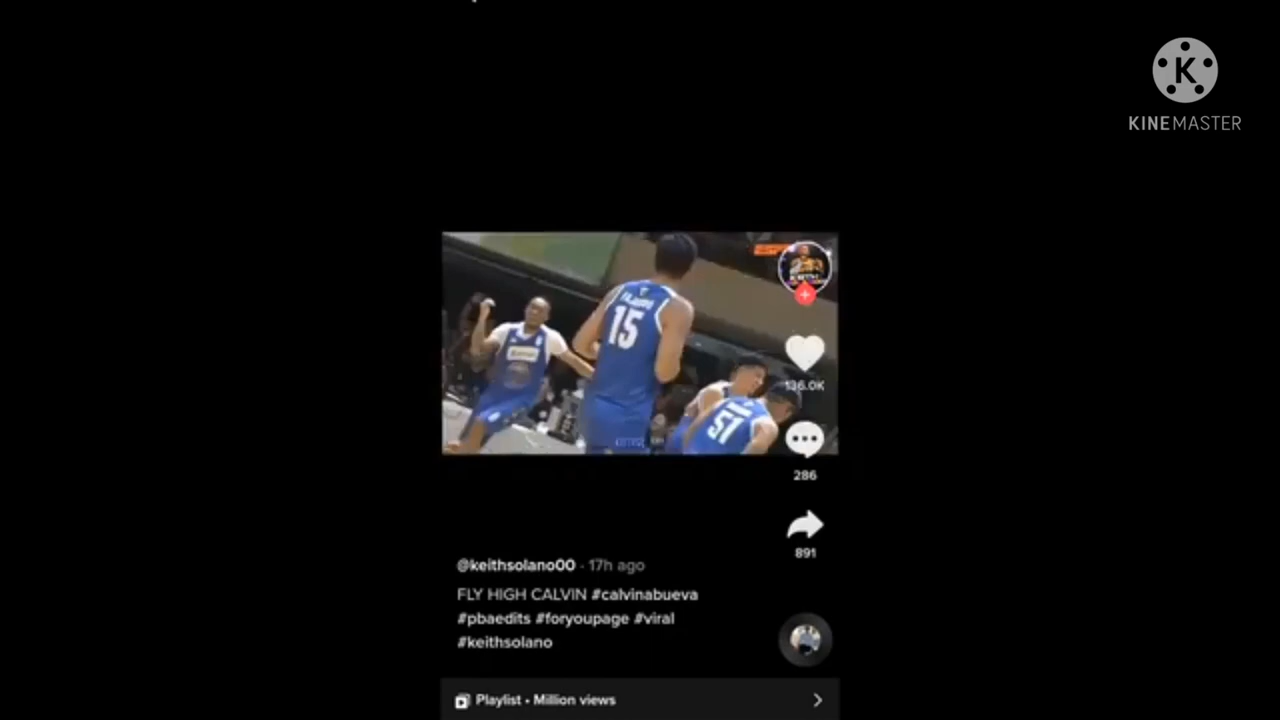 KINEMASTER
15
51
136.0K
286
891
@keithsolano00 · 17h ago
FLY HIGH CALVIN #calvinabueva
#pbaedits #foryoupage #viral
#keithsolano
Playlist • Million views